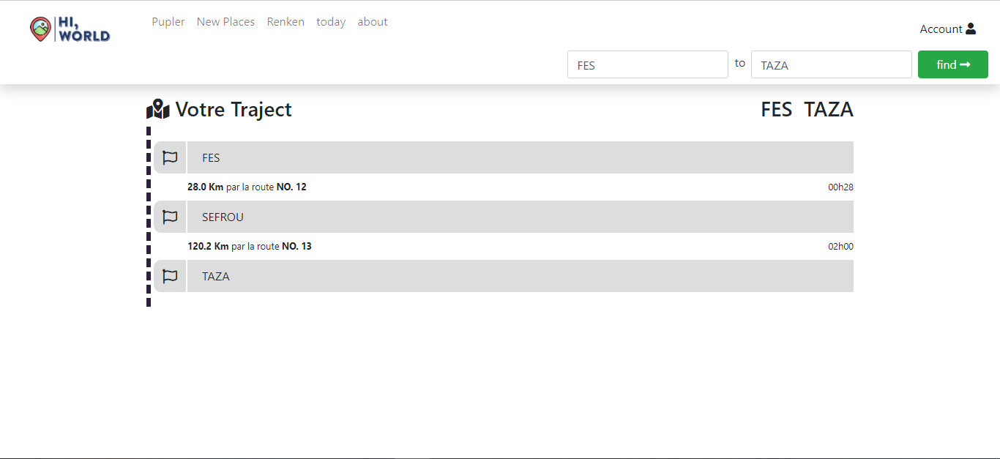 HI,
WORLD
Pupler New Places Renken today about
Account
FES to TAZA find
Votre Traject FES TAZA
FES
28.0 Km par la route NO. 12 00h28
SEFROU
120.2 Km par la route NO. 13 02h00
TAZA